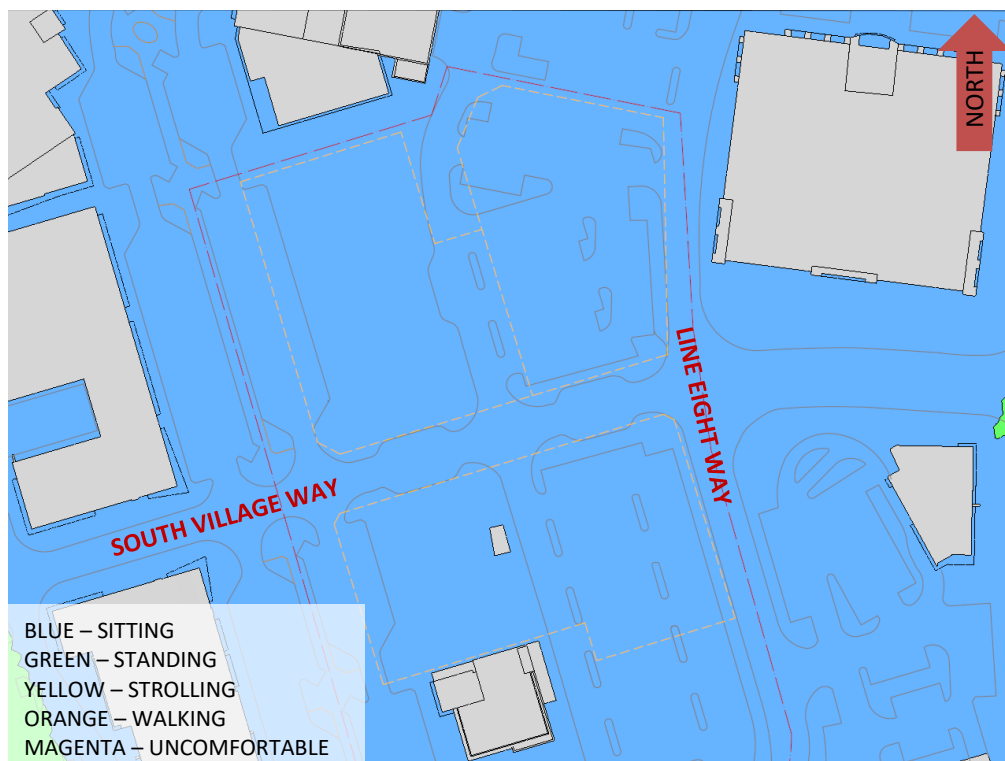 NORTH
LINE EIGHT WAY
SOUTH VILLAGE WAY
BLUE – SITTING
GREEN – STANDING
YELLOW – STROLLING
ORANGE – WALKING
MAGENTA – UNCOMFORTABLE